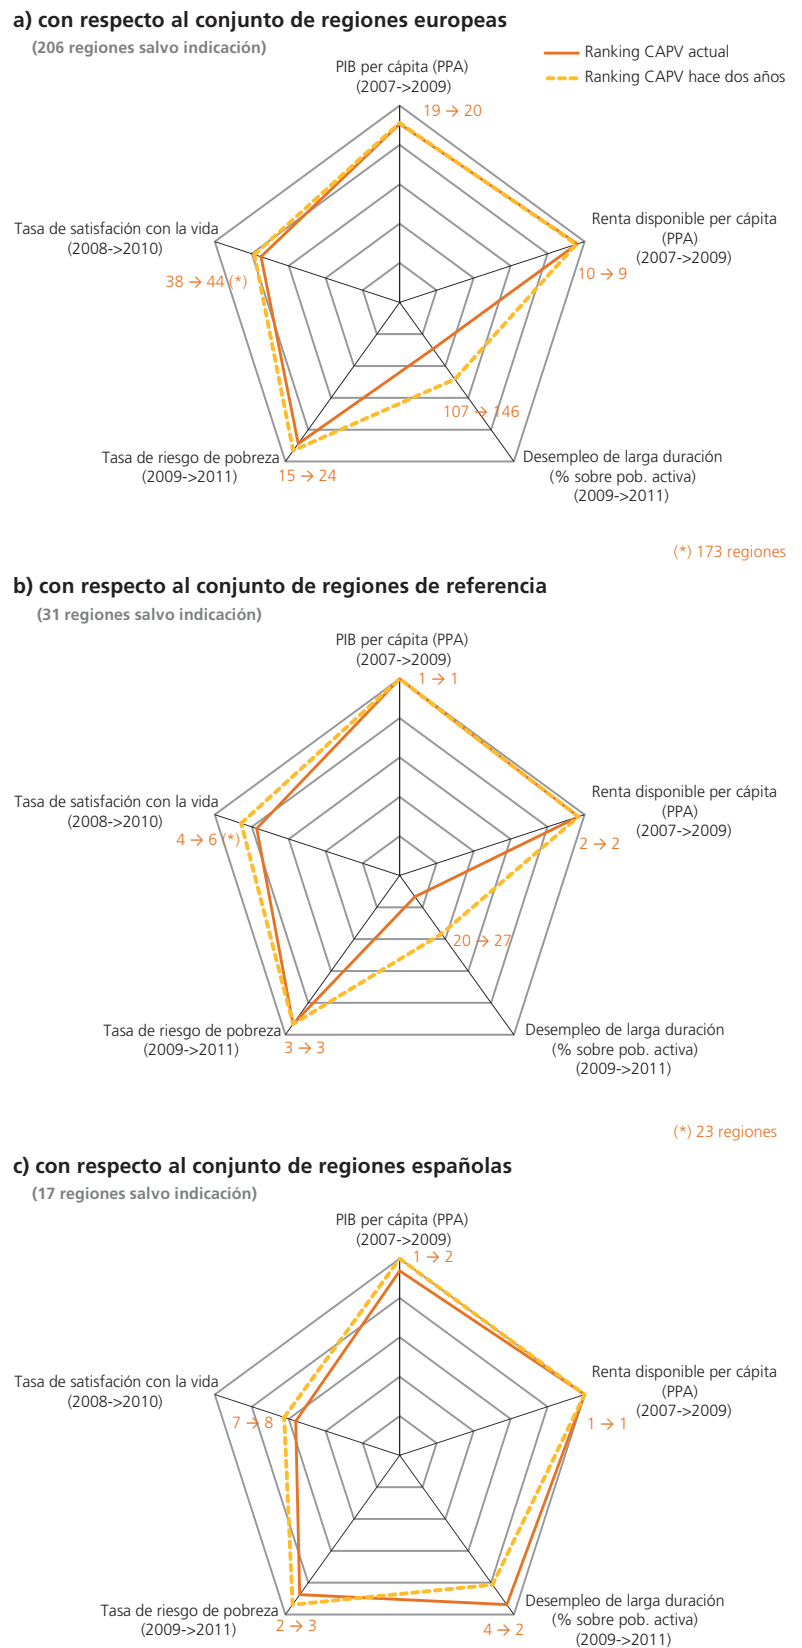 a) con respecto al conjunto de regiones europeas
(206 regiones salvo indicación)
Ranking CAPV actual
Ranking CAPV hace dos años
PIB per cápita (PPA)
(2007->2009)
19 → 20
Tasa de satisfacción con la vida
(2008->2010)
38 → 44 (*)
Renta disponible per cápita
(PPA)
(2007->2009)
10 → 9
107 → 146
Tasa de riesgo de pobreza
(2009->2011)
15 → 24
Desempleo de larga duración
(% sobre pob. activa)
(2009->2011)
(*) 173 regiones
b) con respecto al conjunto de regiones de referencia
(31 regiones salvo indicación)
PIB per cápita (PPA)
(2007->2009)
1 → 1
Tasa de satisfacción con la vida
(2008->2010)
4 → 6 (*)
Renta disponible per cápita
(PPA)
(2007->2009)
2 → 2
20 → 27
Tasa de riesgo de pobreza
(2009->2011)
3 → 3
Desempleo de larga duración
(% sobre pob. activa)
(2009->2011)
(*) 23 regiones
c) con respecto al conjunto de regiones españolas
(17 regiones salvo indicación)
PIB per cápita (PPA)
(2007->2009)
1 → 2
Tasa de satisfacción con la vida
(2008->2010)
7 → 8
Renta disponible per cápita
(PPA)
(2007->2009)
1 → 1
Tasa de riesgo de pobreza
(2009->2011)
2 → 3
4 → 2
Desempleo de larga duración
(% sobre pob. activa)
(2009->2011)